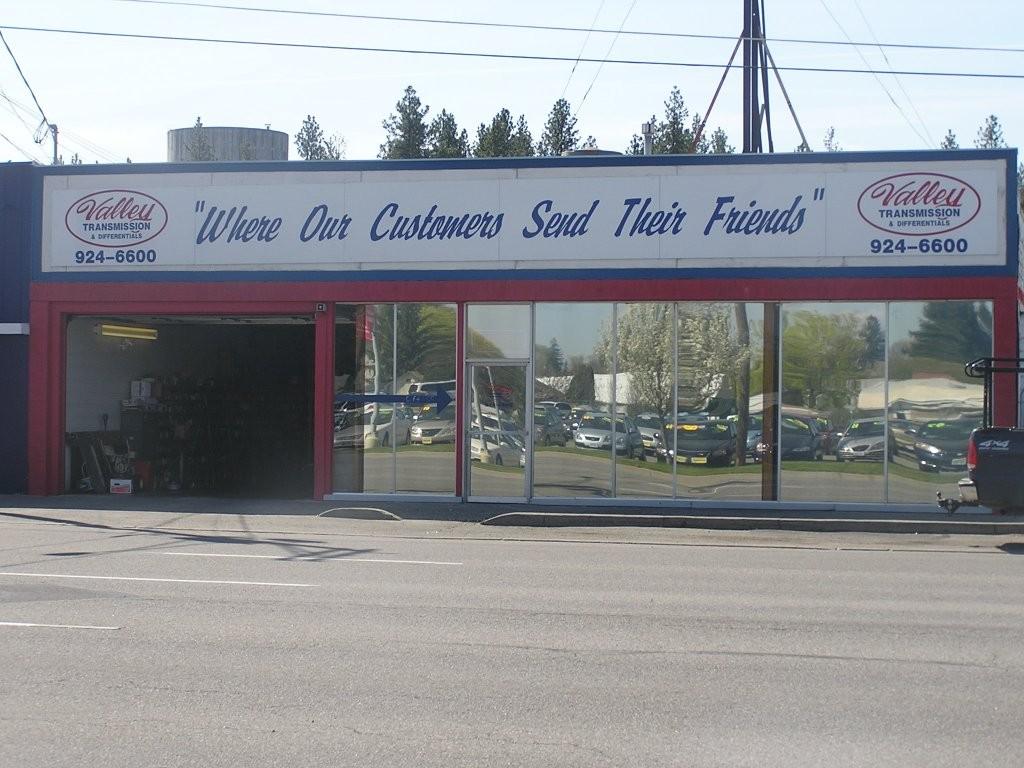 Valley
TRANSMISSION
& DIFFERENTIALS
924-6600
"Where Our Customers Send Their Friends"
Valley
TRANSMISSION
& DIFFERENTIALS
924-6600
4X4